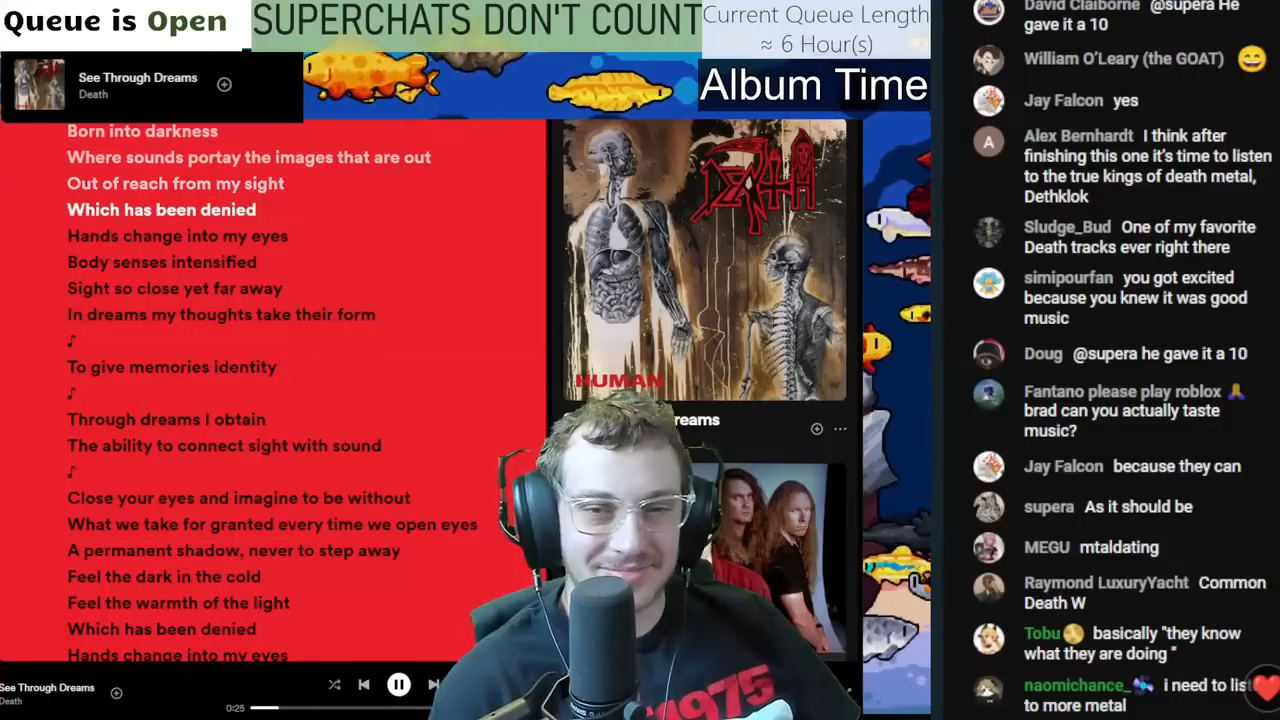 Queue is Open
SUPERCHATS DON'T COUNT
Current Queue Length
≈ 6 Hour(s)
Album Time
See Through Dreams
Death
Born into darkness
Where sounds portay the images that are out
Out of reach from my sight
Which has been denied
Hands change into my eyes
Body senses intensified
Sight so close yet far away
In dreams my thoughts take their form
♪
To give memories identity
♪
Through dreams I obtain
The ability to connect sight with sound
♪
Close your eyes and imagine to be without
What we take for granted every time we open eyes
A permanent shadow, never to step away
Feel the dark in the cold
Feel the warmth of the light
Which has been denied
Hands change into my eyes
DEATH
HUMAN
reams
See Through Dreams
Death
0:25
1975
David Claiborne @supera He
gave it a 10
William O'Leary (the GOAT) 😄
Jay Falcon yes
A
Alex Bernhardt I think after
finishing this one it's time to listen
to the true kings of death metal,
Dethklok
Sludge_Bud One of my favorite
Death tracks ever right there
simipourfan you got excited
because you knew it was good
music
Doug @supera he gave it a 10
Fantano please play roblox 🙏
brad can you actually taste
music?
Jay Falcon because they can
supera As it should be
MEGU mtaldating
Raymond LuxuryYacht Common
Death W
Tobu basically "they know
what they are doing "
naomichance_ i need to list
to more metal